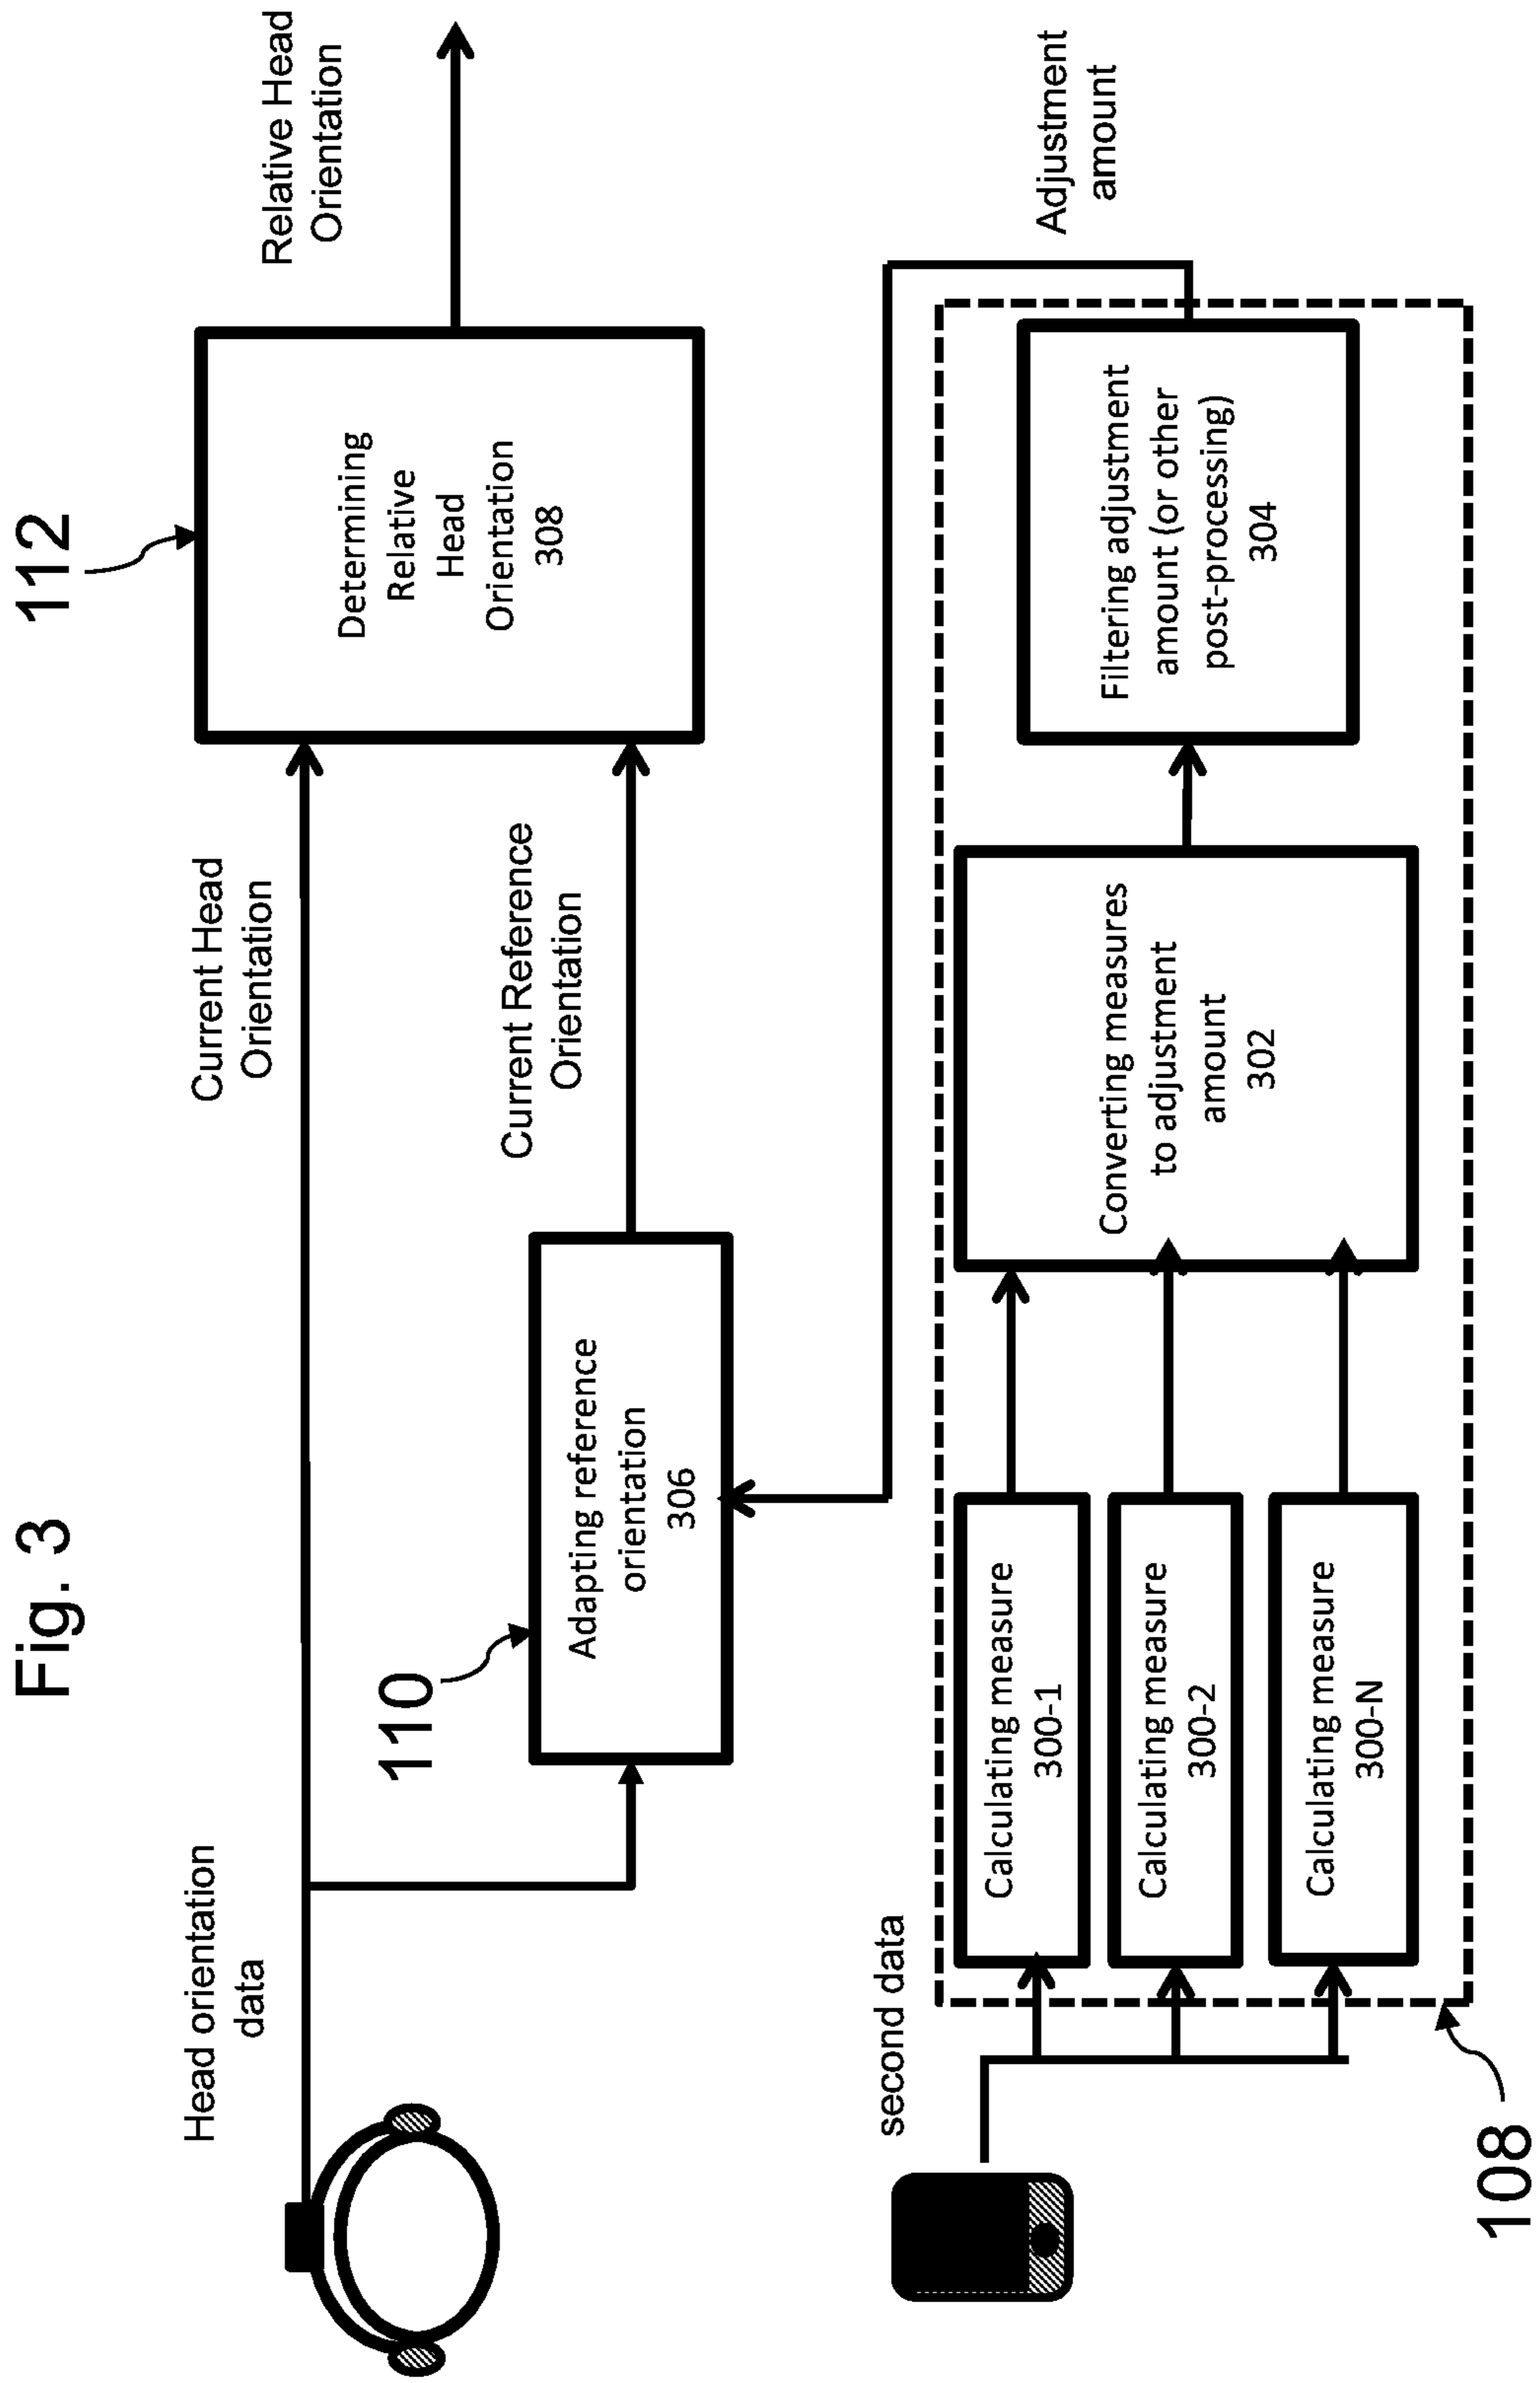 Fig. 3
112
Head orientation
data
Current Head
Orientation
Relative Head
Orientation
Determining
Relative
Head
Orientation
308
110
Adapting reference
orientation
306
Current Reference
Orientation
Adjustment
amount
second data
Calculating measure
300-1
Calculating measure
300-2
Calculating measure
300-N
Converting measures
to adjustment
amount
302
Filtering adjustment
amount (or other
post-processing)
304
108